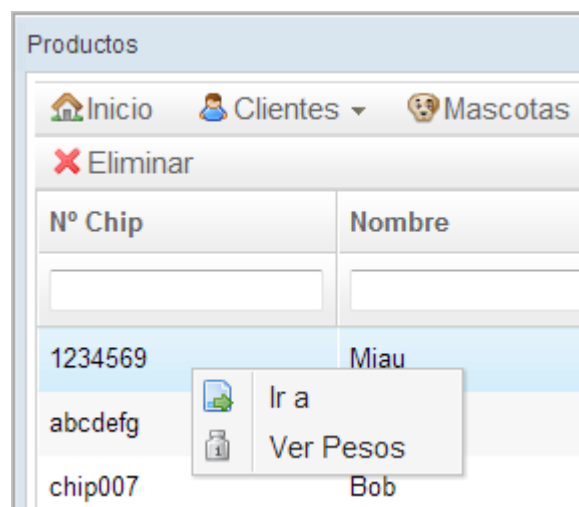 Productos
Inicio Clientes Mascotas
Eliminar
Nº Chip Nombre
1234569 Miau
Ir a
abcdefg
Ver Pesos
chip007 Bob